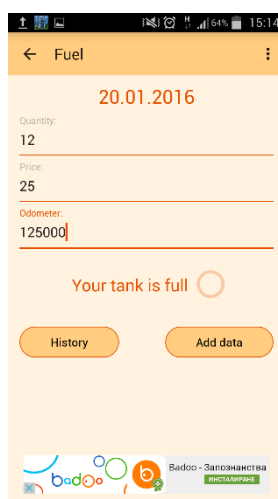 H 64% 15:14
Fuel
20.01.2016
Quantity:
12
Price:
25
Odometer:
125000
Your tank is full
History Add data
badoo
Badoo - Запознанства
ИНСТАЛИРАНЕ